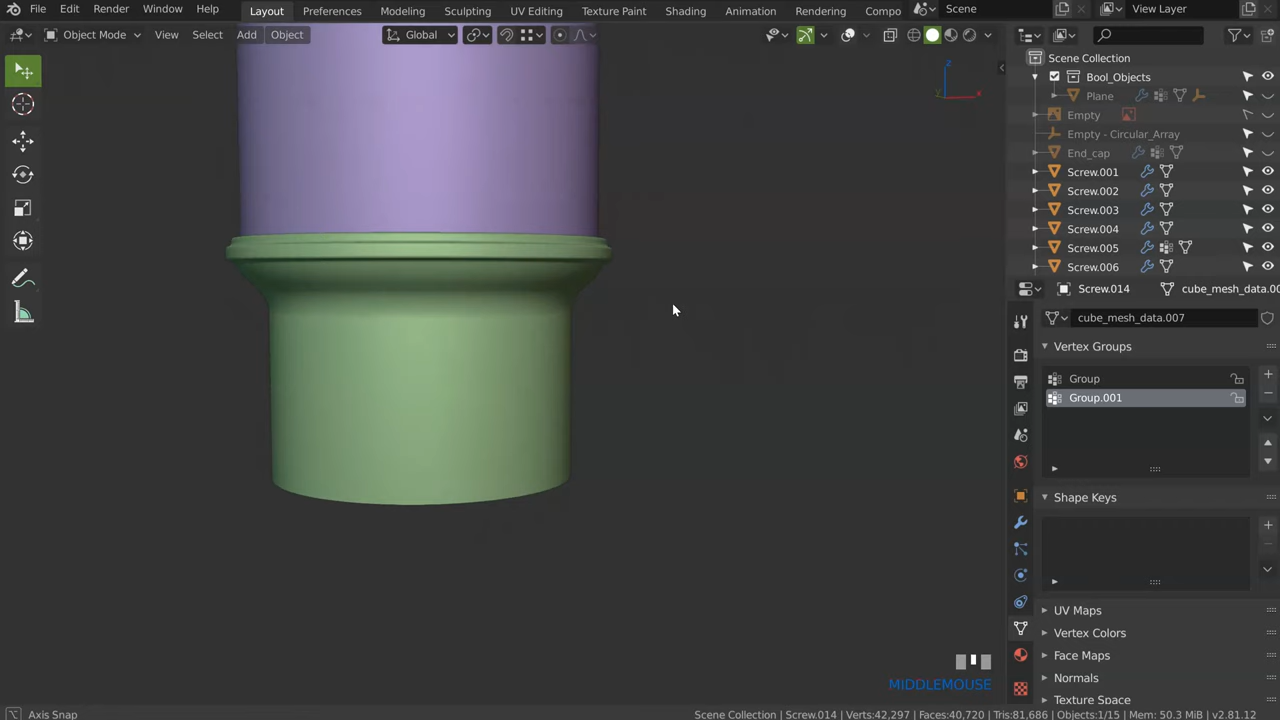 File Edit Render Window Help Layout Preferences Modeling Sculpting UV Editing Texture Paint Shading Animation Rendering Compo Scene View Layer
Object Mode View Select Add Object Global
Scene Collection
Bool_Objects
Plane
Empty
Empty - Circular_Array
End_cap
Screw.001
Screw.002
Screw.003
Screw.004
Screw.005
Screw.006
Z
X
Y
Screw.014 cube_mesh_data.00
cube_mesh_data.007
Vertex Groups
Group
Group.001
Shape Keys
UV Maps
Vertex Colors
Face Maps
Normals
Texture Space
MIDDLEMOUSE
Axis Snap
Scene Collection | Screw.014 | Verts:42,297 | Faces:40,720 | Tris:81,686 | Objects:1/15 | Mem: 50.3 MiB | v2.81.12